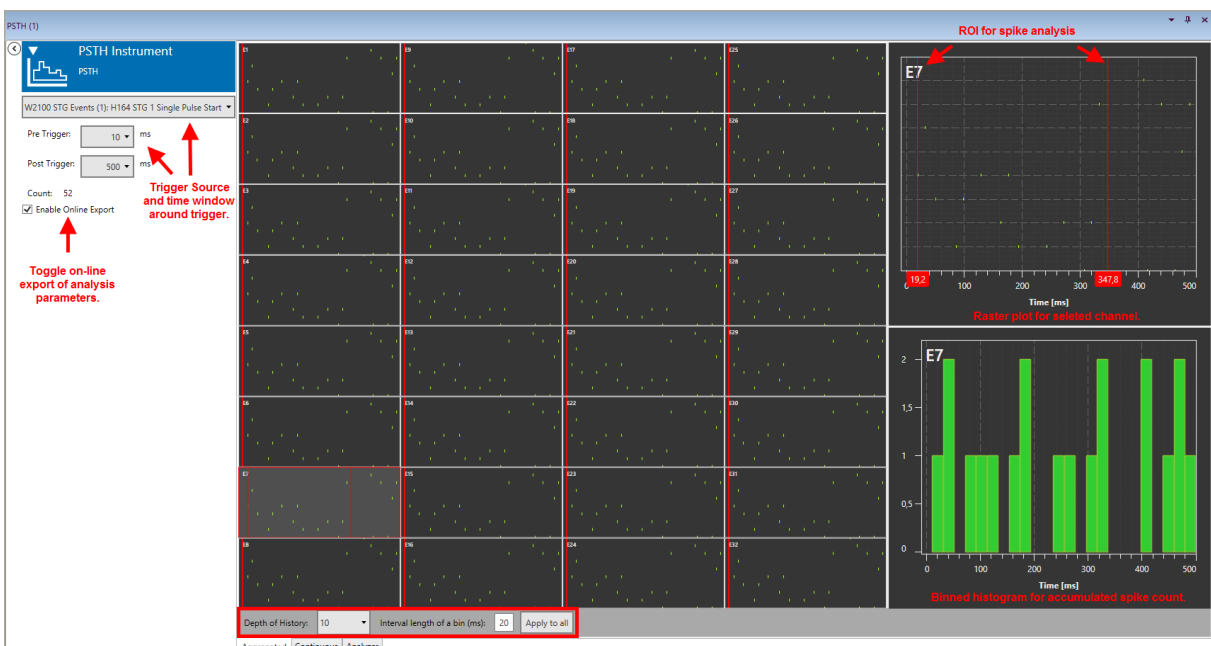 PSTH (1)
PSTH Instrument
PSTH
W2100 STG Events (1): H164 STG 1 Single Pulse Start
Pre Trigger: 10 ms
Post Trigger: 500 ms
Count: 52
Enable Online Export
Trigger Source
and time window
around trigger.
Toggle on-line
export of analysis
parameters.
E1 E9 E17 E25
E2 E10 E18 E26
E3 E11 E19 E27
E4 E12 E20 E28
E5 E13 E21 E29
E6 E14 E22 E30
E7 E15 E23 E31
E8 E16 E24 E32
Depth of History: 10 Interval length of a bin (ms): 20 Apply to all
Aggregated Continuous Analyzer
ROI for spike analysis
E7
19,2 347,8
0 100 200 300 400 500
Time [ms]
Raster plot for seleted channel.
E7
2
1,5
1
0,5
0
0 100 200 300 400 500
Time [ms]
Binned histogram for accumulated spike count.